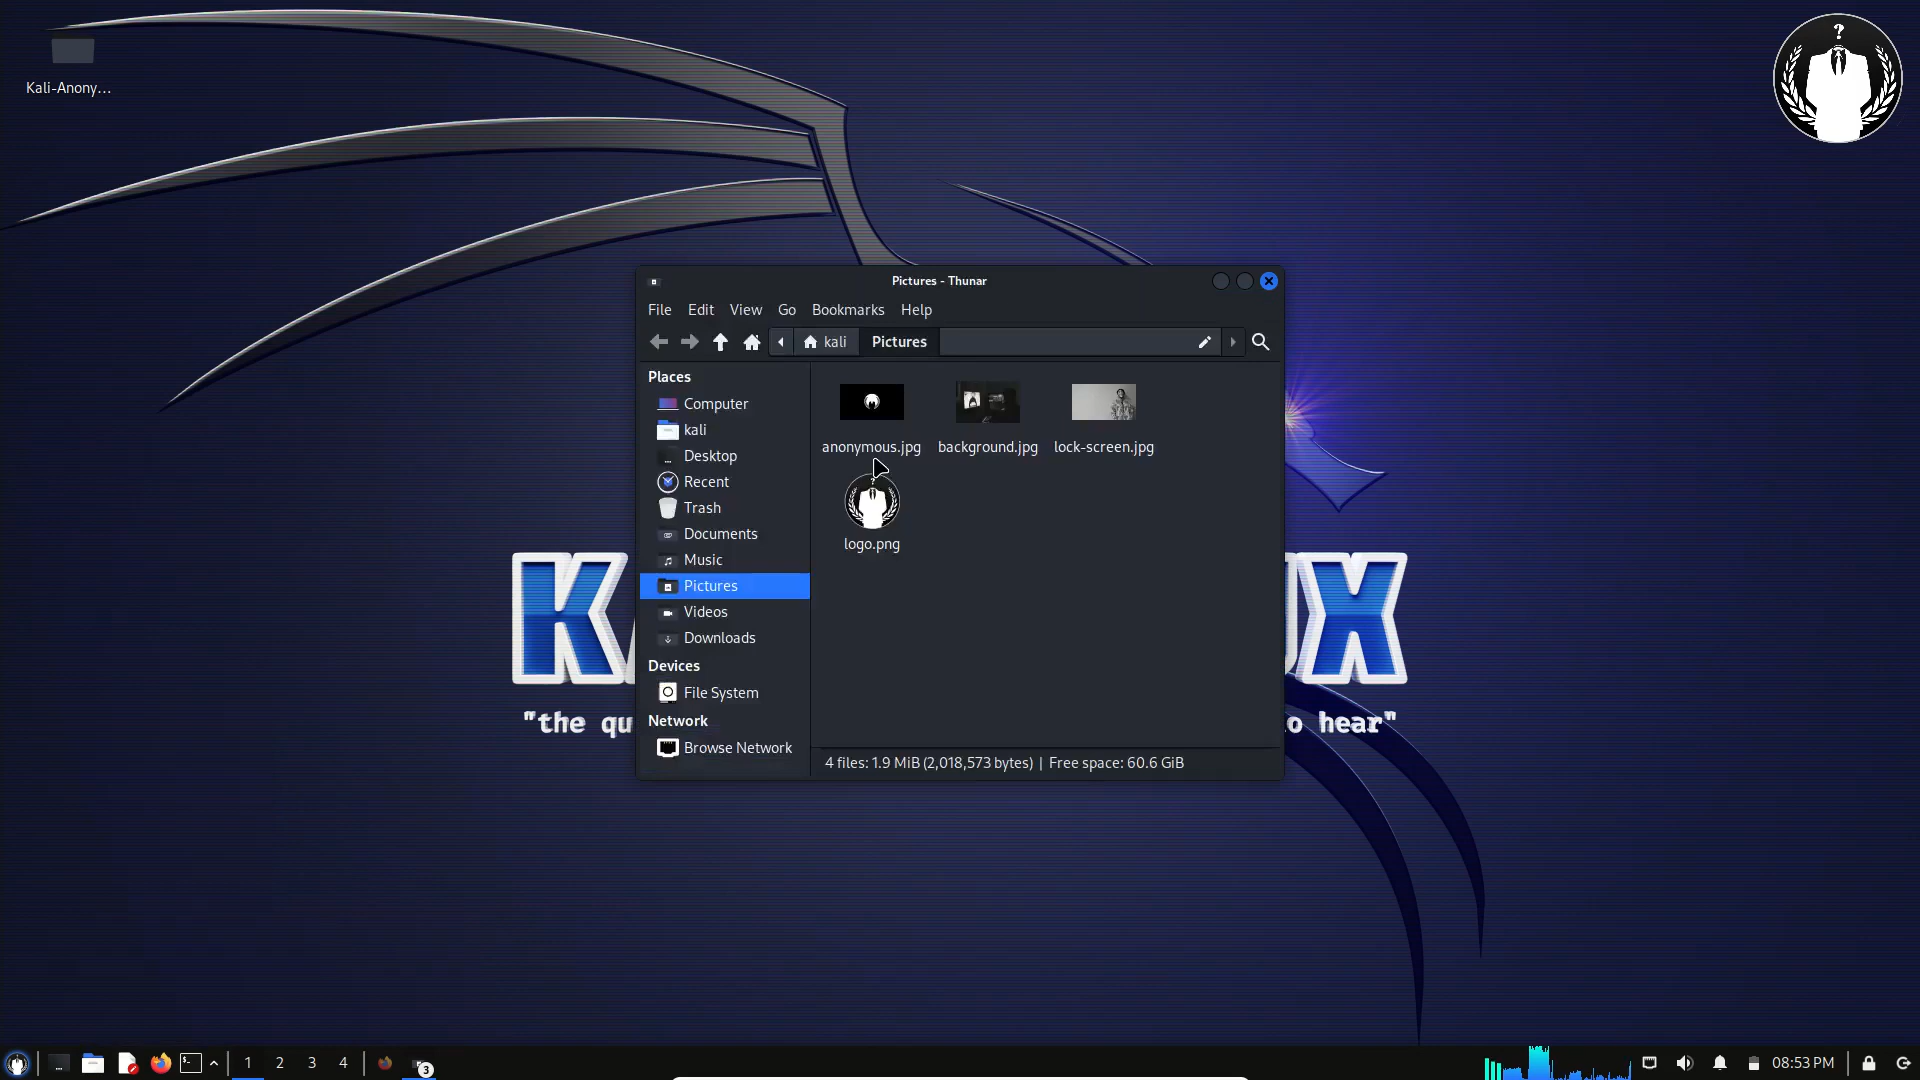 Kali-Anony...
?
Pictures - Thunar
File Edit View Go Bookmarks Help
kali Pictures
Places
Computer
kali
Desktop
Recent
Trash
Documents
Music
Pictures
Videos
Downloads
Devices
File System
Network
Browse Network
anonymous.jpg background.jpg lock-screen.jpg
logo.png
4 files: 1.9 MiB (2,018,573 bytes) | Free space: 60.6 GiB
K UX
"the qu o hear"
1 2 3 4 3 08:53 PM